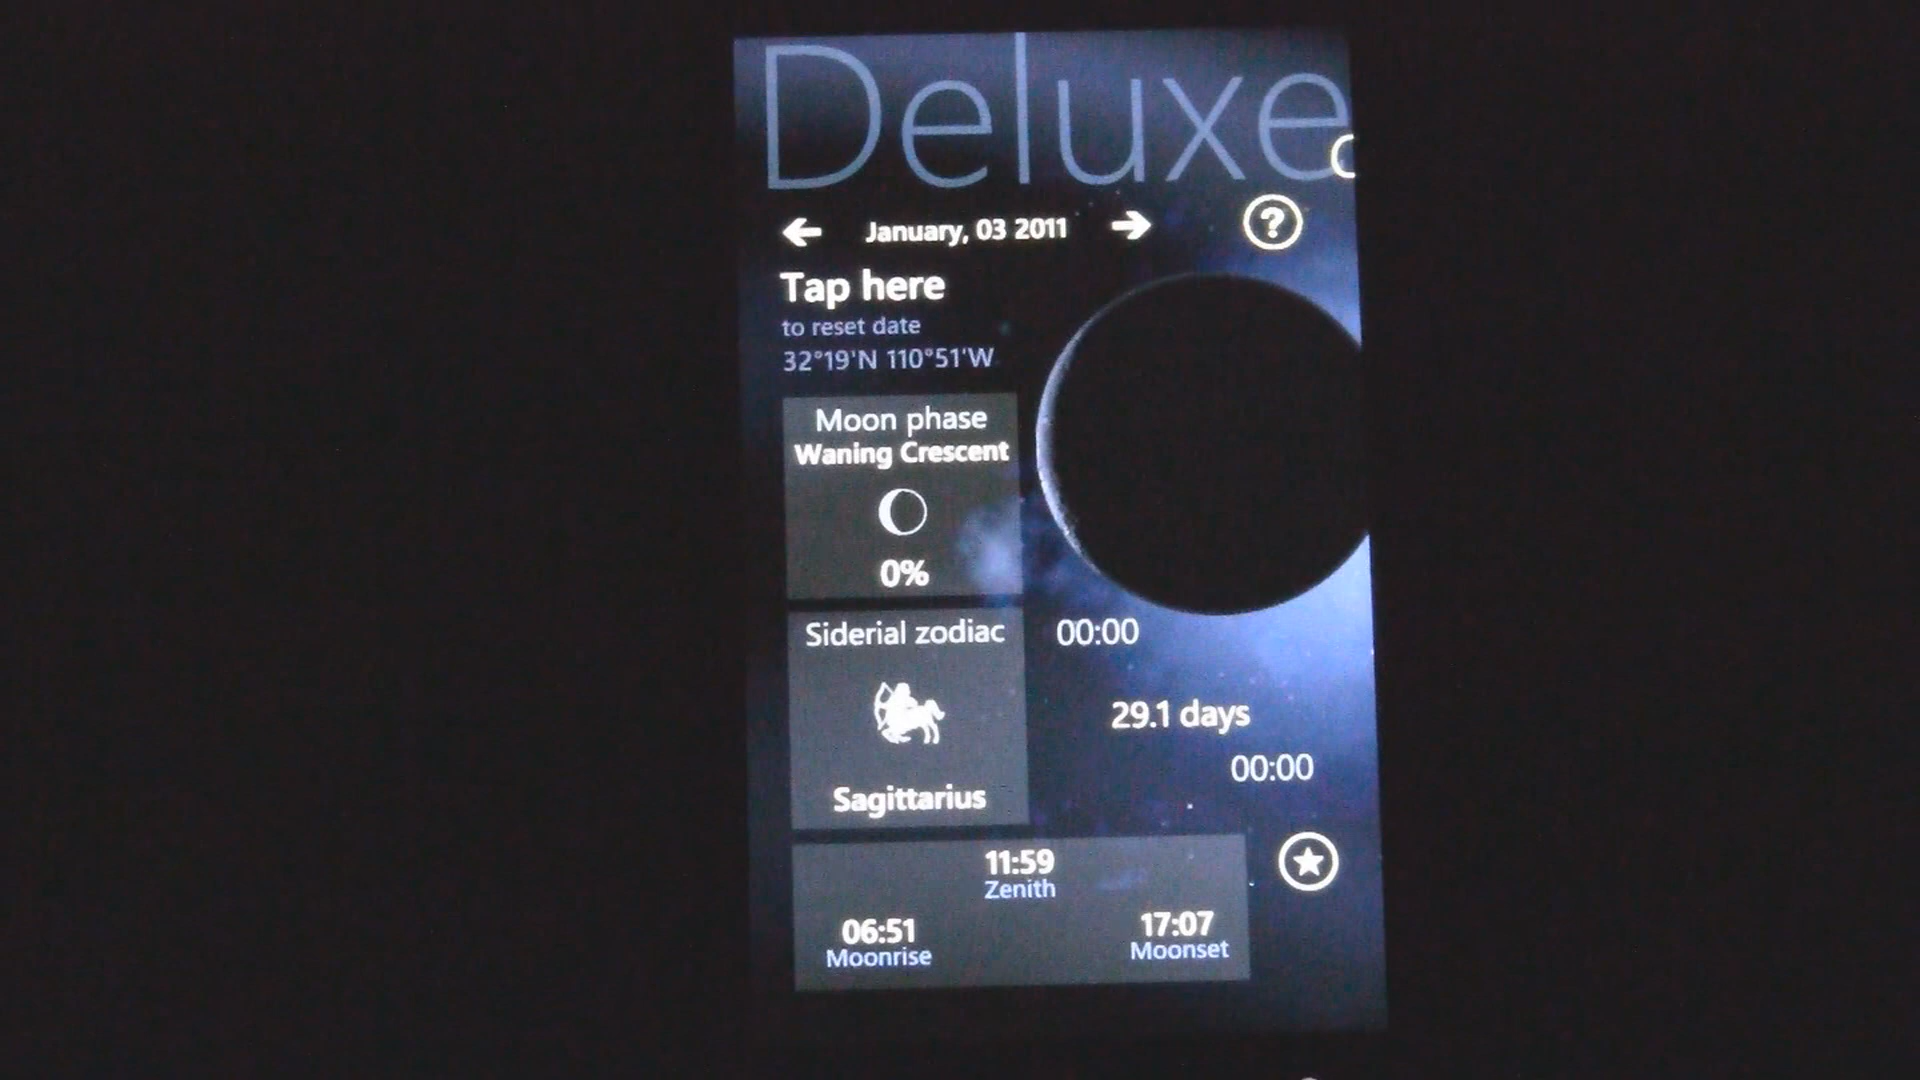 Deluxe
January, 03 2011
?
Tap here
to reset date
32°19'N 110°51'W
Moon phase
Waning Crescent
0%
Siderial zodiac
00:00
29.1 days
00:00
Sagittarius
11:59
Zenith
06:51
17:07
Moonrise
Moonset